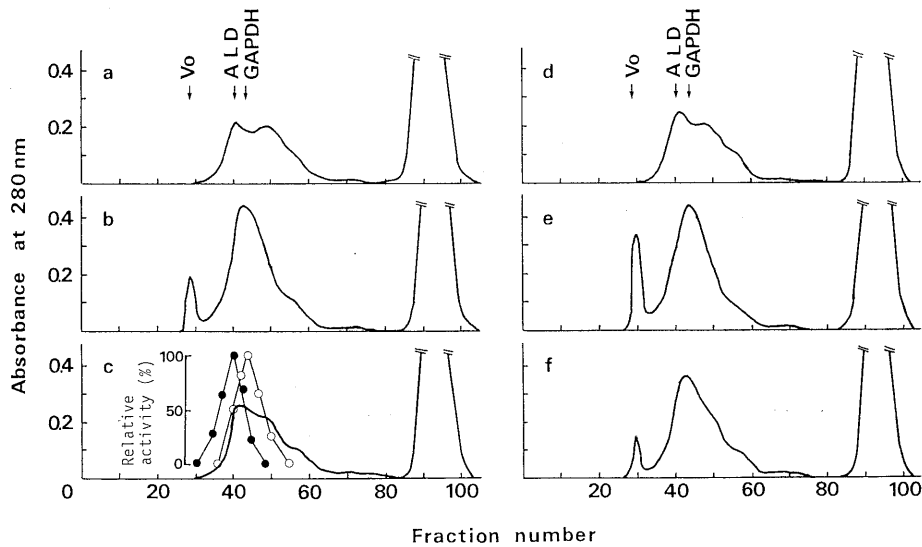 Absorbance at 280 nm
a
Vo
ALD
GAPDH
0.4
0.2
b
0.4
0.2
c
0.4
0.2
0
Relative activity (%)
100
50
0
20 40 60 80 100
d
Vo
ALD
GAPDH
e
f
20 40 60 80 100
Fraction number